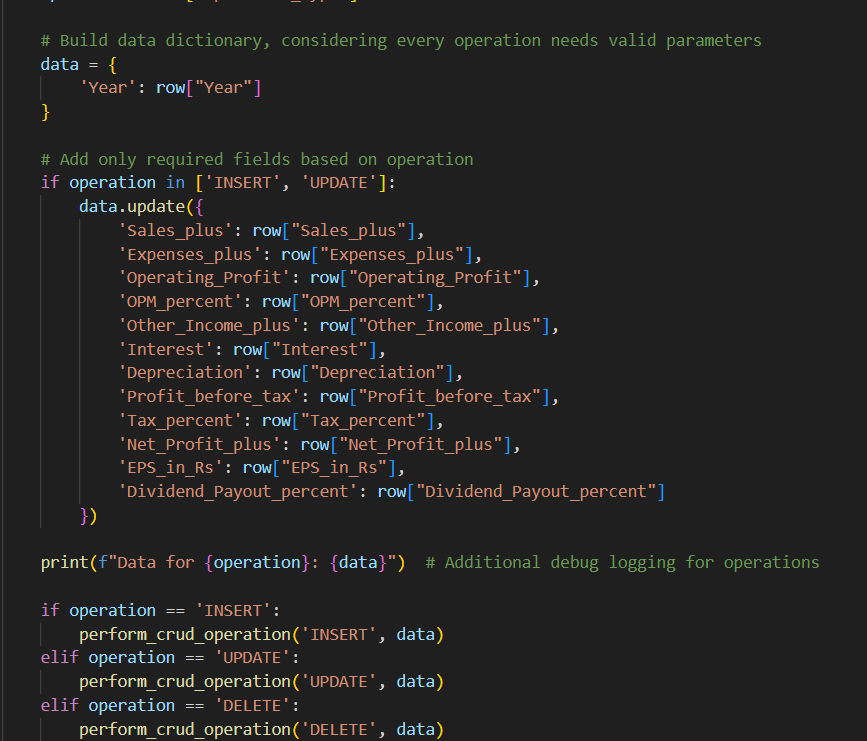 # Build data dictionary, considering every operation needs valid parameters
data = {
    'Year': row["Year"]
}
# Add only required fields based on operation
if operation in ['INSERT', 'UPDATE']:
    data.update({
        'Sales_plus': row["Sales_plus"],
        'Expenses_plus': row["Expenses_plus"],
        'Operating_Profit': row["Operating_Profit"],
        'OPM_percent': row["OPM_percent"],
        'Other_Income_plus': row["Other_Income_plus"],
        'Interest': row["Interest"],
        'Depreciation': row["Depreciation"],
        'Profit_before_tax': row["Profit_before_tax"],
        'Tax_percent': row["Tax_percent"],
        'Net_Profit_plus': row["Net_Profit_plus"],
        'EPS_in_Rs': row["EPS_in_Rs"],
        'Dividend_Payout_percent': row["Dividend_Payout_percent"]
    })
print(f"Data for {operation}: {data}")  # Additional debug logging for operations
if operation == 'INSERT':
    perform_crud_operation('INSERT', data)
elif operation == 'UPDATE':
    perform_crud_operation('UPDATE', data)
elif operation == 'DELETE':
    perform_crud_operation('DELETE', data)